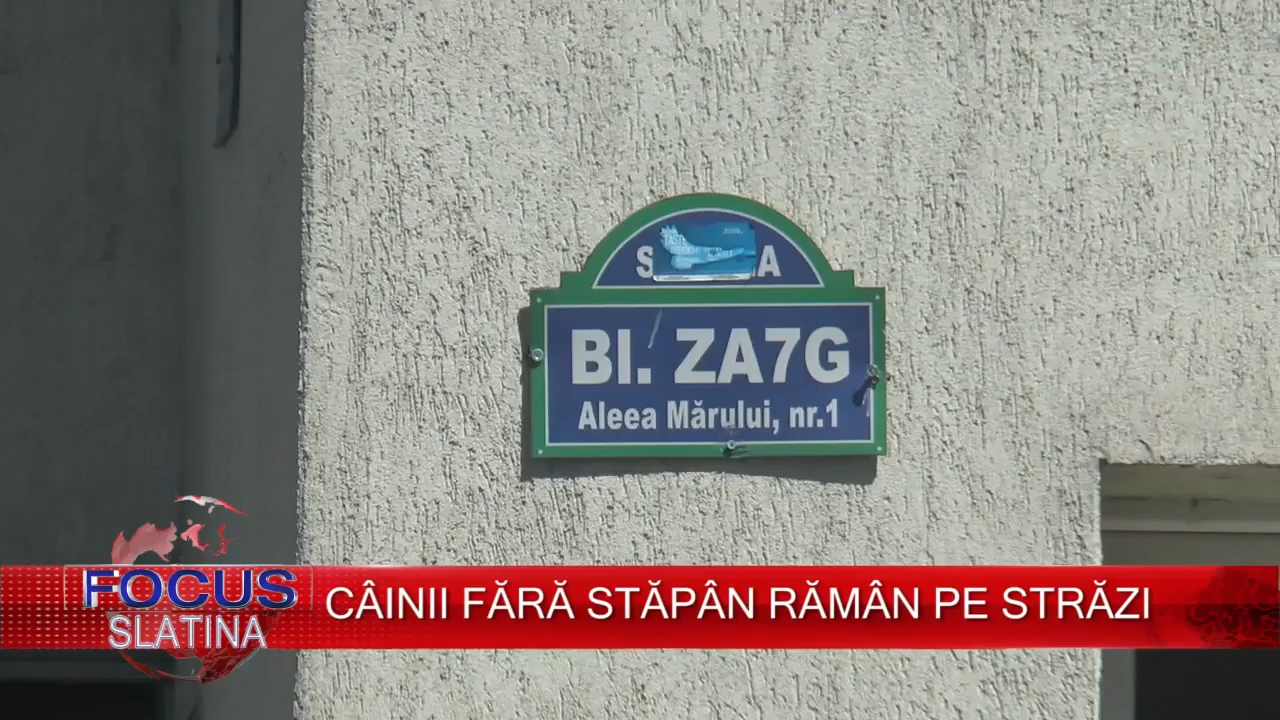 Bl. ZA7G
Aleea Mărului, nr.1
FOCUS
SLATINA
CÂINII FĂRĂ STĂPÂN RĂMÂN PE STRĂZI